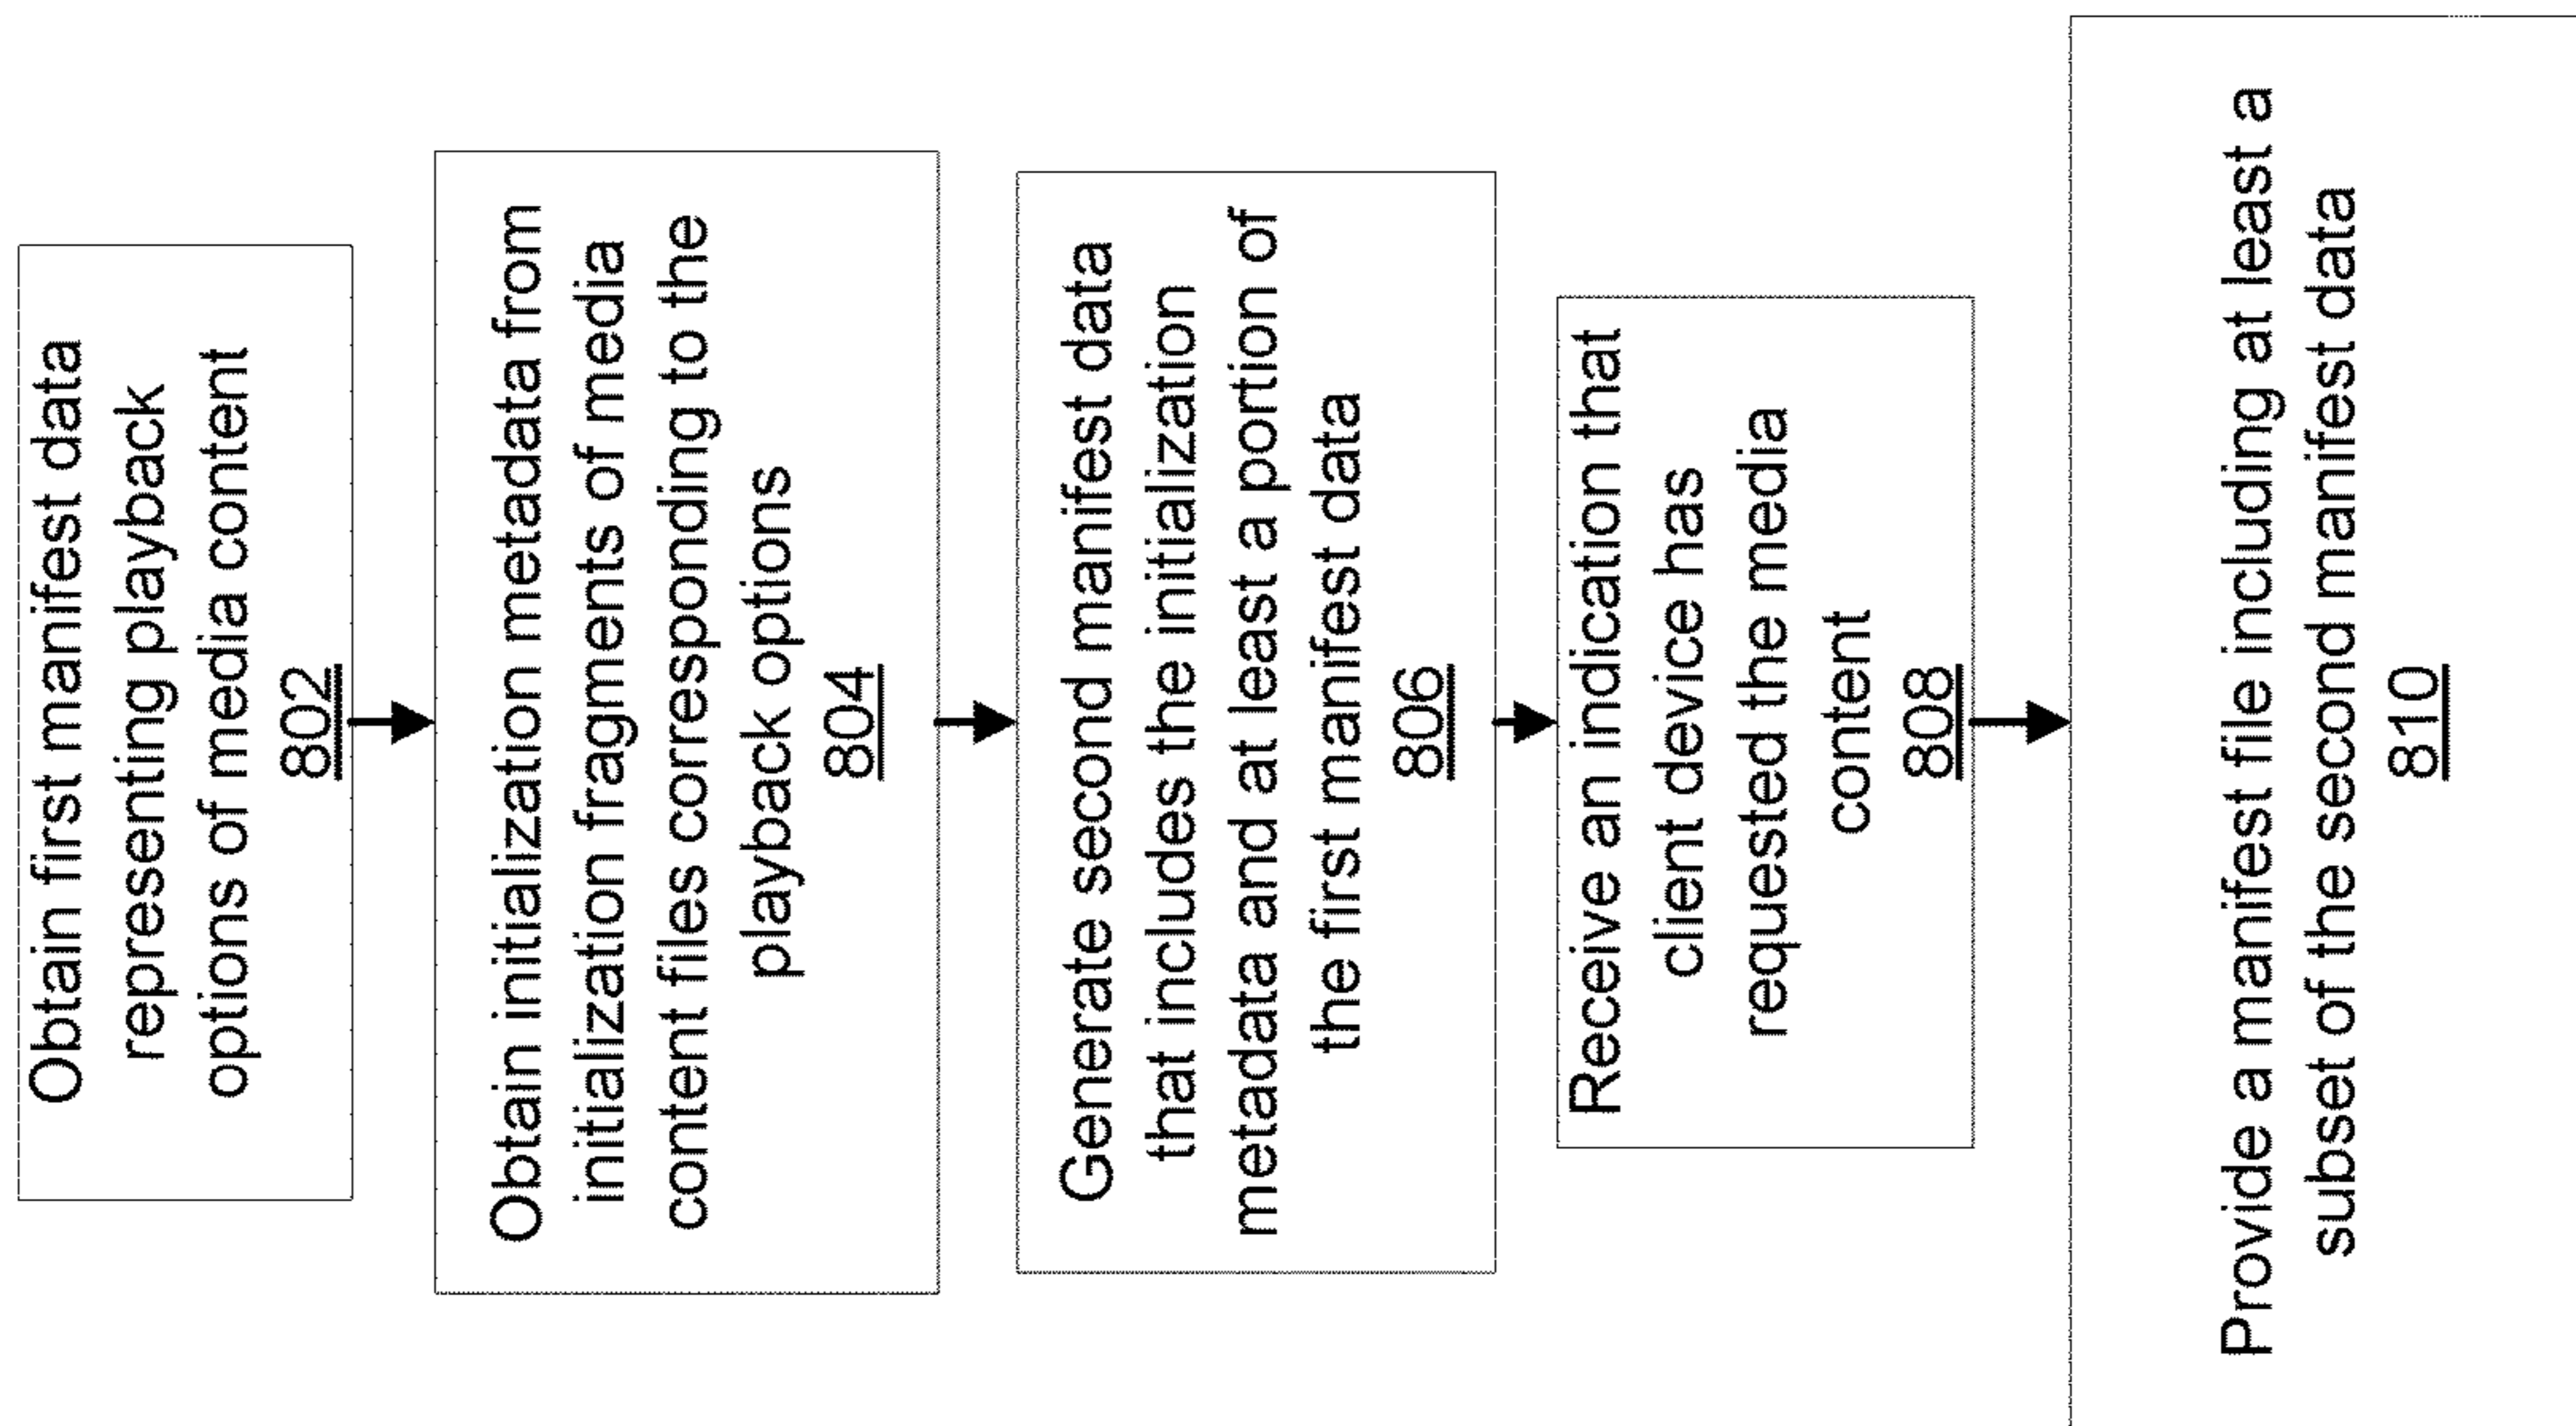 Obtain first manifest data
representing playback
options of media content
802
Obtain initialization metadata from
initialization fragments of media
content files corresponding to the
playback options
804
Generate second manifest data
that includes the initialization
metadata and at least a portion of
the first manifest data
806
Receive an indication that
client device has
requested the media
content
808
Provide a manifest file including at least a
subset of the second manifest data
810